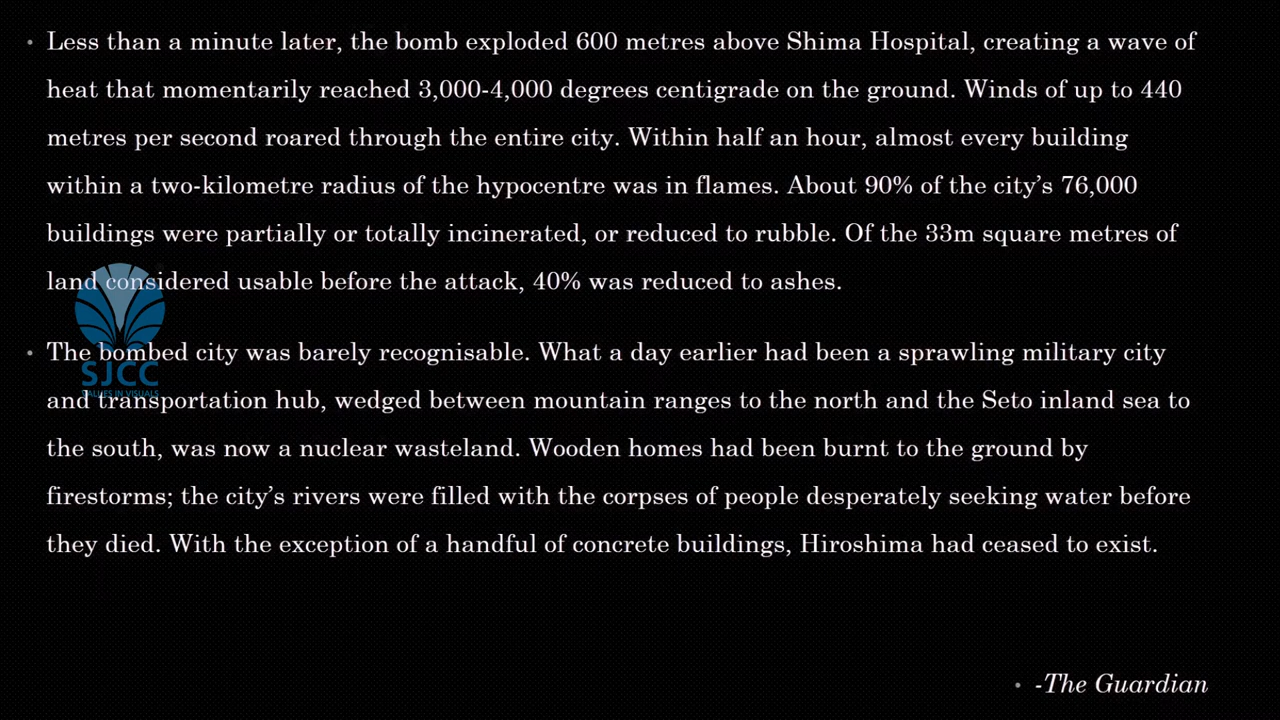 • Less than a minute later, the bomb exploded 600 metres above Shima Hospital, creating a wave of
heat that momentarily reached 3,000-4,000 degrees centigrade on the ground. Winds of up to 440
metres per second roared through the entire city. Within half an hour, almost every building
within a two-kilometre radius of the hypocentre was in flames. About 90% of the city's 76,000
buildings were partially or totally incinerated, or reduced to rubble. Of the 33m square metres of
land considered usable before the attack, 40% was reduced to ashes.
• The bombed city was barely recognisable. What a day earlier had been a sprawling military city
SJCC
VALUES IN VISUALS
and transportation hub, wedged between mountain ranges to the north and the Seto inland sea to
the south, was now a nuclear wasteland. Wooden homes had been burnt to the ground by
firestorms; the city's rivers were filled with the corpses of people desperately seeking water before
they died. With the exception of a handful of concrete buildings, Hiroshima had ceased to exist.
• -The Guardian